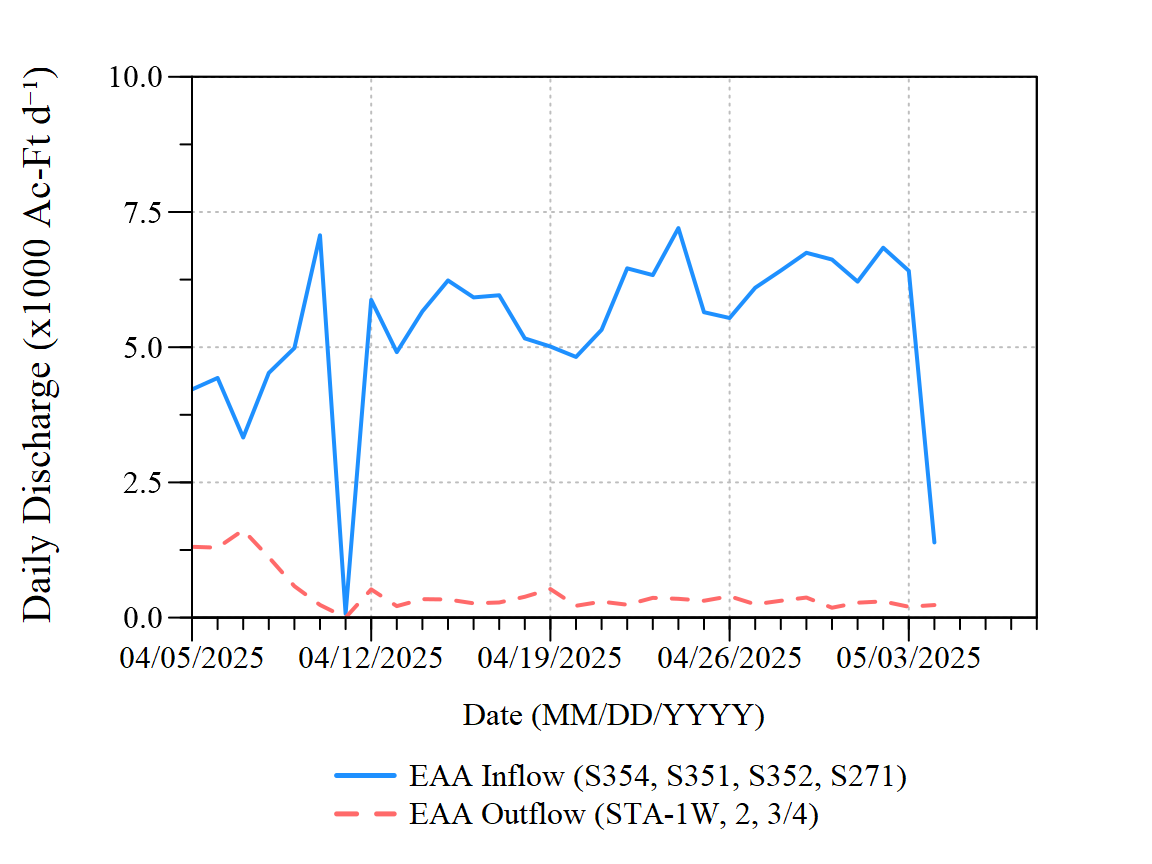 Daily Discharge (x1000 Ac-Ft d⁻¹)
10.0
7.5
5.0
2.5
0.0
04/05/2025 04/12/2025 04/19/2025 04/26/2025 05/03/2025
Date (MM/DD/YYYY)
EAA Inflow (S354, S351, S352, S271)
EAA Outflow (STA-1W, 2, 3/4)